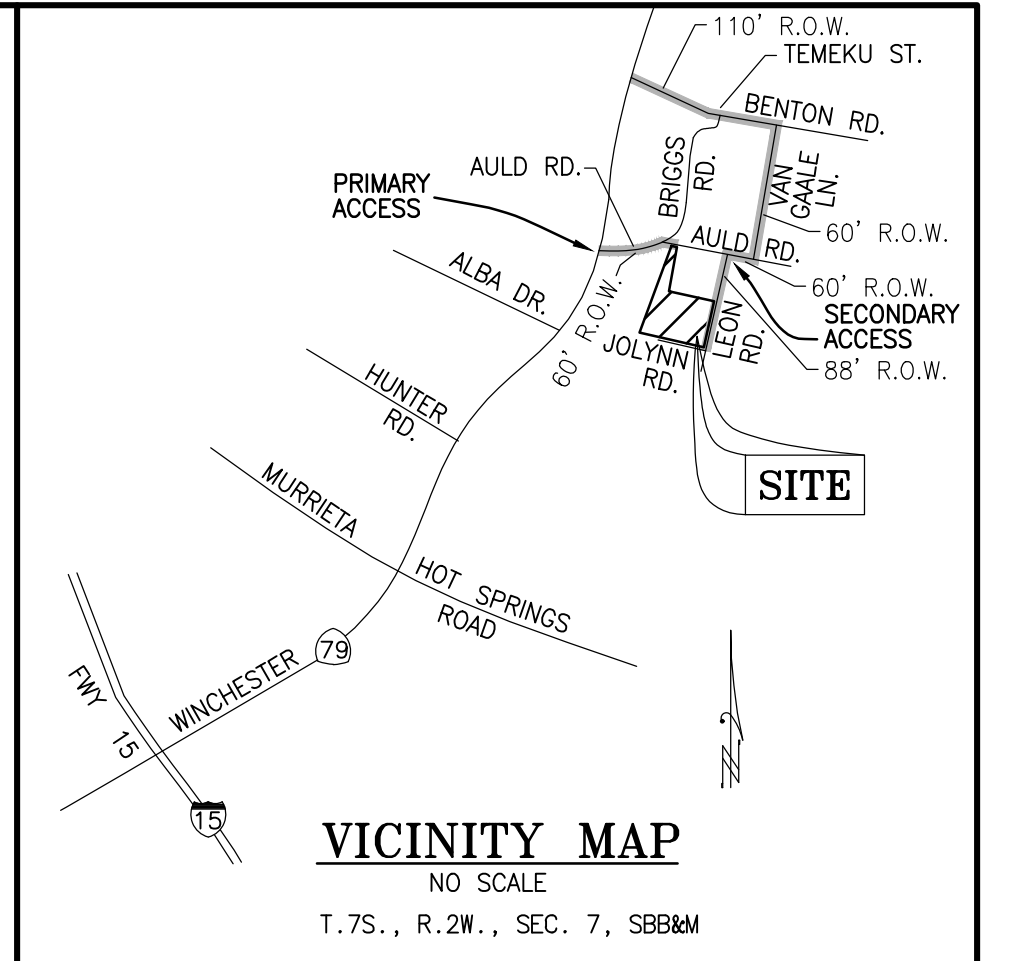 110' R.O.W.
TEMEKU ST.
BENTON RD.
AULD RD.
BRIGGS
RD.
VAN
GAALE
LN.
PRIMARY
ACCESS
60' R.O.W.
AULD RD.
ALBA DR.
60' R.O.W.
60' R.O.W.
SECONDARY
ACCESS
LEON
RD.
JOLYNN
RD.
88' R.O.W.
HUNTER
RD.
SITE
MURRIETA
HOT SPRINGS
ROAD
79
WINCHESTER
FWY
15
15
N
VICINITY MAP
NO SCALE
T.7S., R.2W., SEC. 7, SBB&M